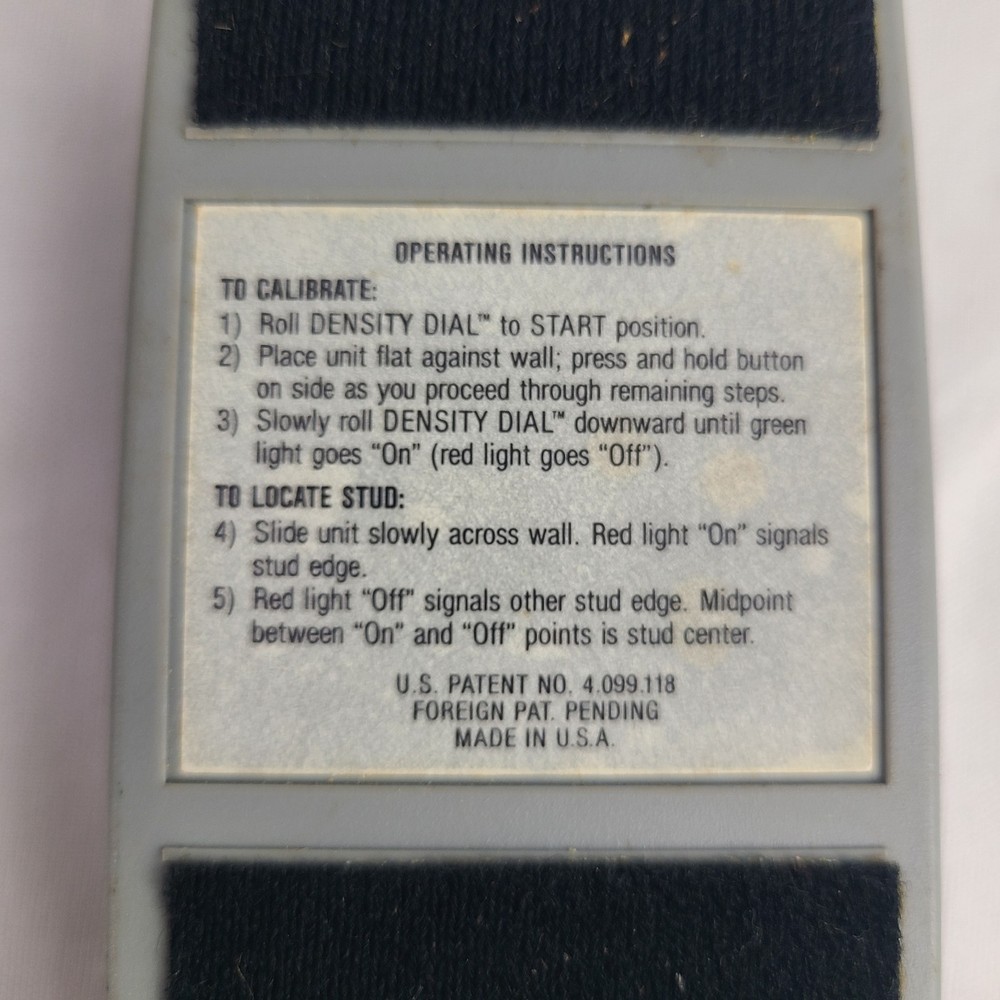 OPERATING INSTRUCTIONS
TO CALIBRATE:
1) Roll DENSITY DIAL™ to START position.
2) Place unit flat against wall; press and hold button
on side as you proceed through remaining steps.
3) Slowly roll DENSITY DIAL™ downward until green
light goes “On” (red light goes “Off”).
TO LOCATE STUD:
4) Slide unit slowly across wall. Red light “On” signals
stud edge.
5) Red light “Off” signals other stud edge. Midpoint
between “On” and “Off” points is stud center.
U.S. PATENT NO. 4.099.118
FOREIGN PAT. PENDING
MADE IN U.S.A.